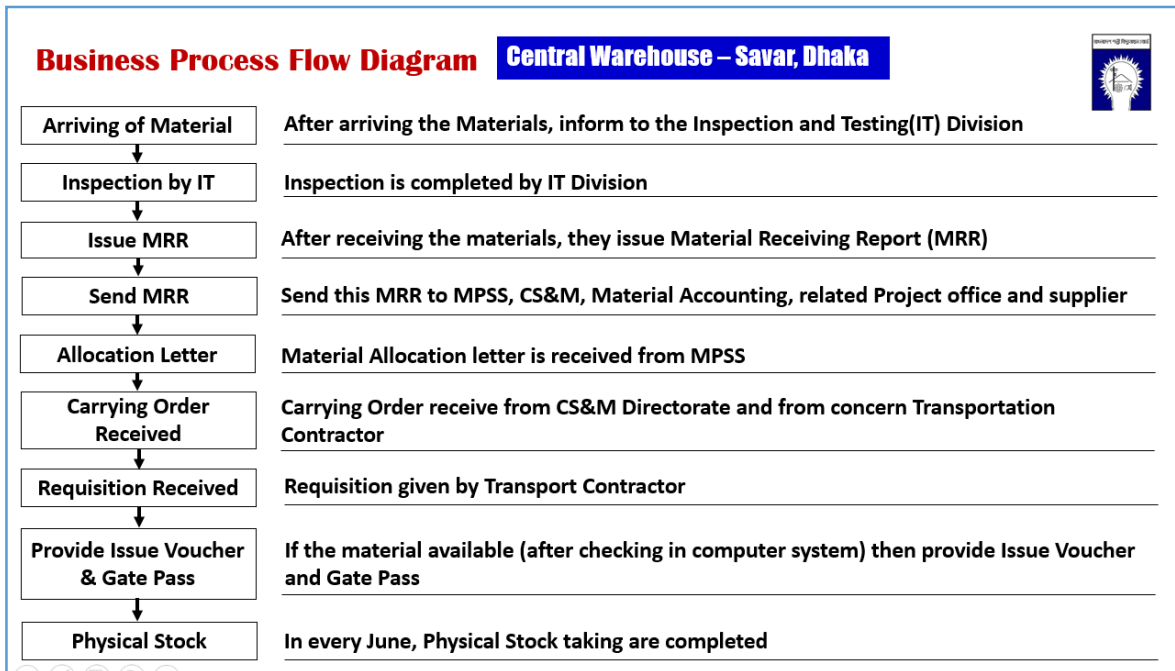 Business Process Flow Diagram
Central Warehouse – Savar, Dhaka
Arriving of Material
After arriving the Materials, inform to the Inspection and Testing(IT) Division
Inspection by IT
Inspection is completed by IT Division
Issue MRR
After receiving the materials, they issue Material Receiving Report (MRR)
Send MRR
Send this MRR to MPSS, CS&M, Material Accounting, related Project office and supplier
Allocation Letter
Material Allocation letter is received from MPSS
Carrying Order
Received
Carrying Order receive from CS&M Directorate and from concern Transportation
Contractor
Requisition Received
Requisition given by Transport Contractor
Provide Issue Voucher
& Gate Pass
If the material available (after checking in computer system) then provide Issue Voucher
and Gate Pass
Physical Stock
In every June, Physical Stock taking are completed